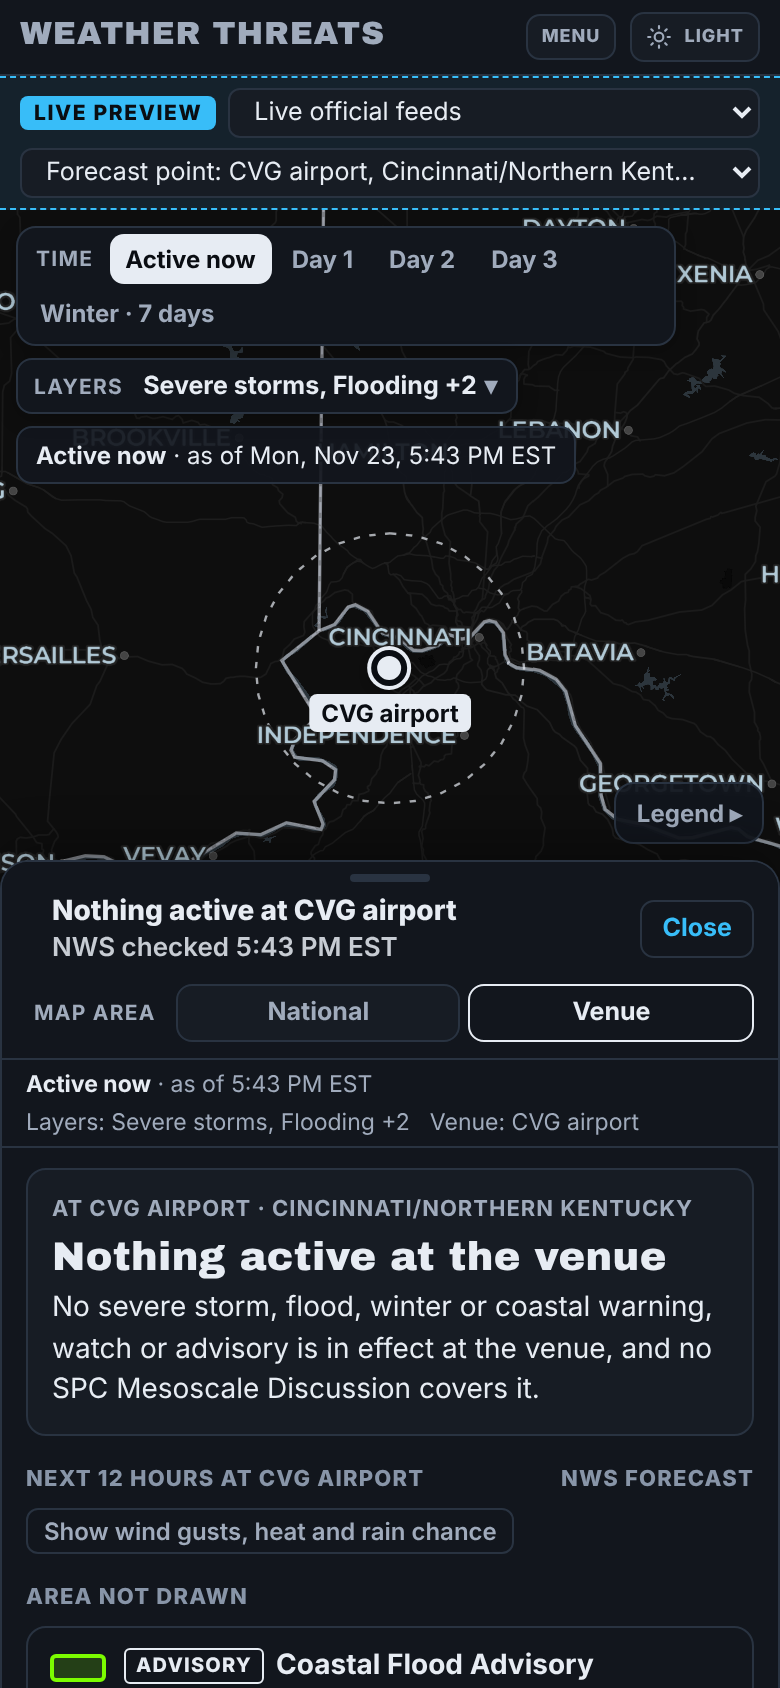 WEATHER THREATS
MENU
LIGHT
LIVE PREVIEW
Live official feeds
Forecast point: CVG airport, Cincinnati/Northern Kent...
DAYTON
XENIA
TIME
Active now
Day 1
Day 2
Day 3
Winter · 7 days
LAYERS
Severe storms, Flooding +2 ▾
BROOKVILLE
LEBANON
Active now · as of Mon, Nov 23, 5:43 PM EST
CINCINNATI
ERSAILLES
BATAVIA
CVG airport
INDEPENDENCE
GEORGETOWN
Legend ▸
SON
VEVAY
Nothing active at CVG airport
NWS checked 5:43 PM EST
Close
MAP AREA
National
Venue
Active now · as of 5:43 PM EST
Layers: Severe storms, Flooding +2 Venue: CVG airport
AT CVG AIRPORT · CINCINNATI/NORTHERN KENTUCKY
Nothing active at the venue
No severe storm, flood, winter or coastal warning,
watch or advisory is in effect at the venue, and no
SPC Mesoscale Discussion covers it.
NEXT 12 HOURS AT CVG AIRPORT
NWS FORECAST
Show wind gusts, heat and rain chance
AREA NOT DRAWN
ADVISORY
Coastal Flood Advisory